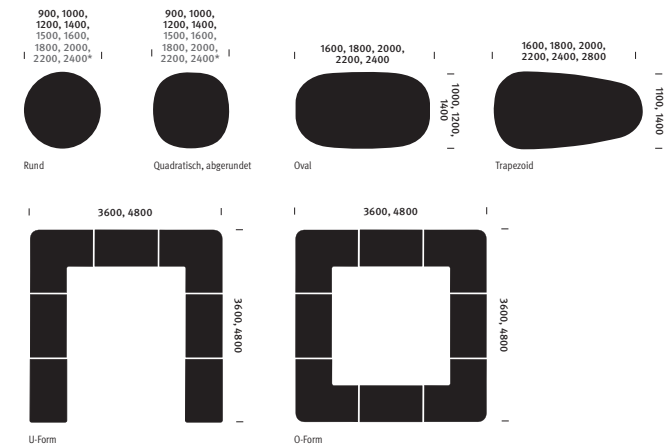 900, 1000,
1200, 1400,
1500, 1600,
1800, 2000,
2200, 2400*
900, 1000,
1200, 1400,
1500, 1600,
1800, 2000,
2200, 2400*
1600, 1800, 2000,
2200, 2400
1000, 1200,
1400
1600, 1800, 2000,
2200, 2400, 2800
1100, 1400
Rund
Quadratisch, abgerundet
Oval
Trapezoid
3600, 4800
3600, 4800
3600, 4800
3600, 4800
U-Form
O-Form